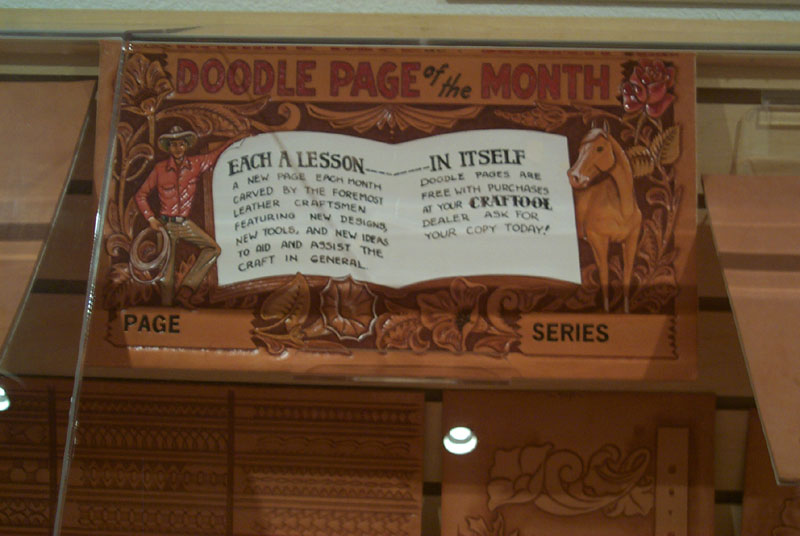 DOODLE PAGE of the MONTH
EACH A LESSON
A NEW PAGE EACH MONTH
CARVED BY THE FOREMOST
LEATHER CRAFTSMEN
FEATURING NEW DESIGNS,
NEW TOOLS, AND NEW IDEAS
TO AID AND ASSIST THE
CRAFT IN GENERAL.
IN ITSELF
DOODLE PAGES ARE
FREE WITH PURCHASES
AT YOUR CRAFTOOL
DEALER ASK FOR
YOUR COPY TODAY!
PAGE
SERIES